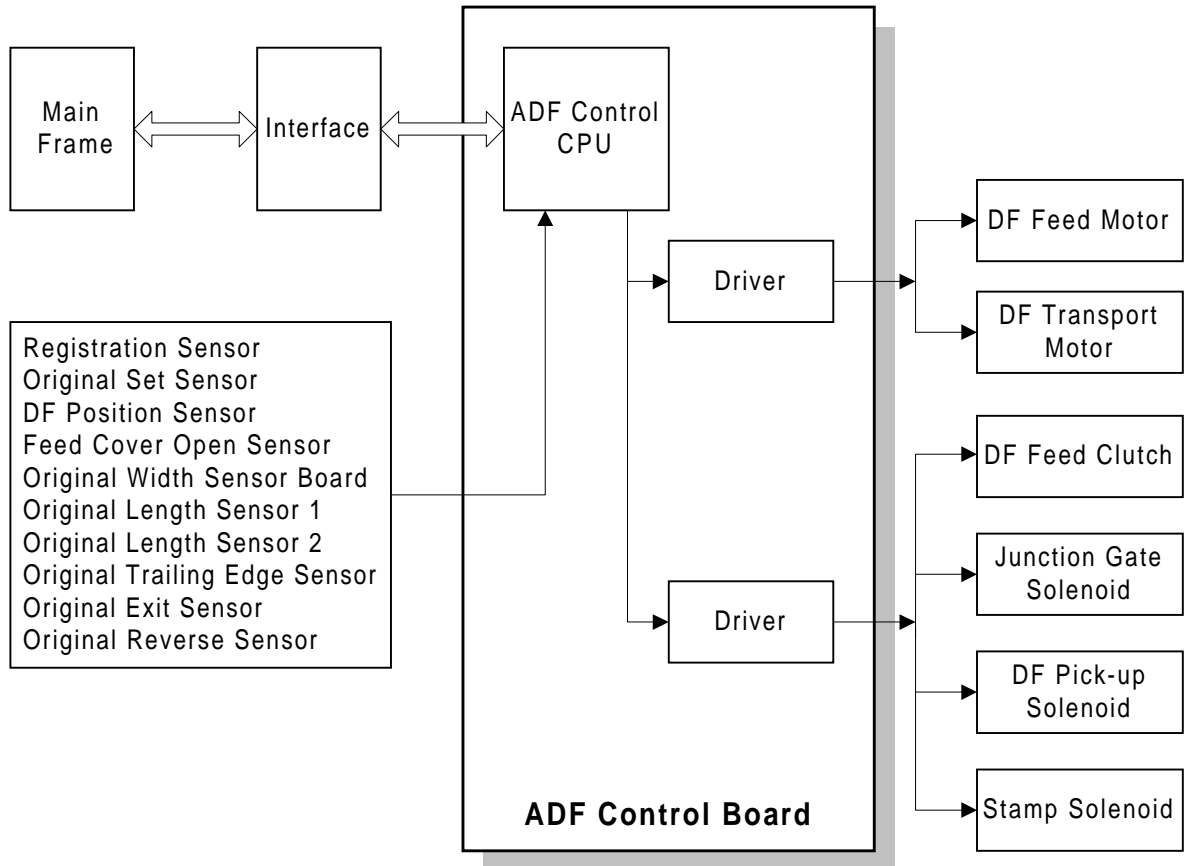 Main
Frame
Interface
ADF Control
CPU
Driver
DF Feed Motor
DF Transport
Motor
Registration Sensor
Original Set Sensor
DF Position Sensor
Feed Cover Open Sensor
Original Width Sensor Board
Original Length Sensor 1
Original Length Sensor 2
Original Trailing Edge Sensor
Original Exit Sensor
Original Reverse Sensor
Driver
DF Feed Clutch
Junction Gate
Solenoid
DF Pick-up
Solenoid
Stamp Solenoid
ADF Control Board